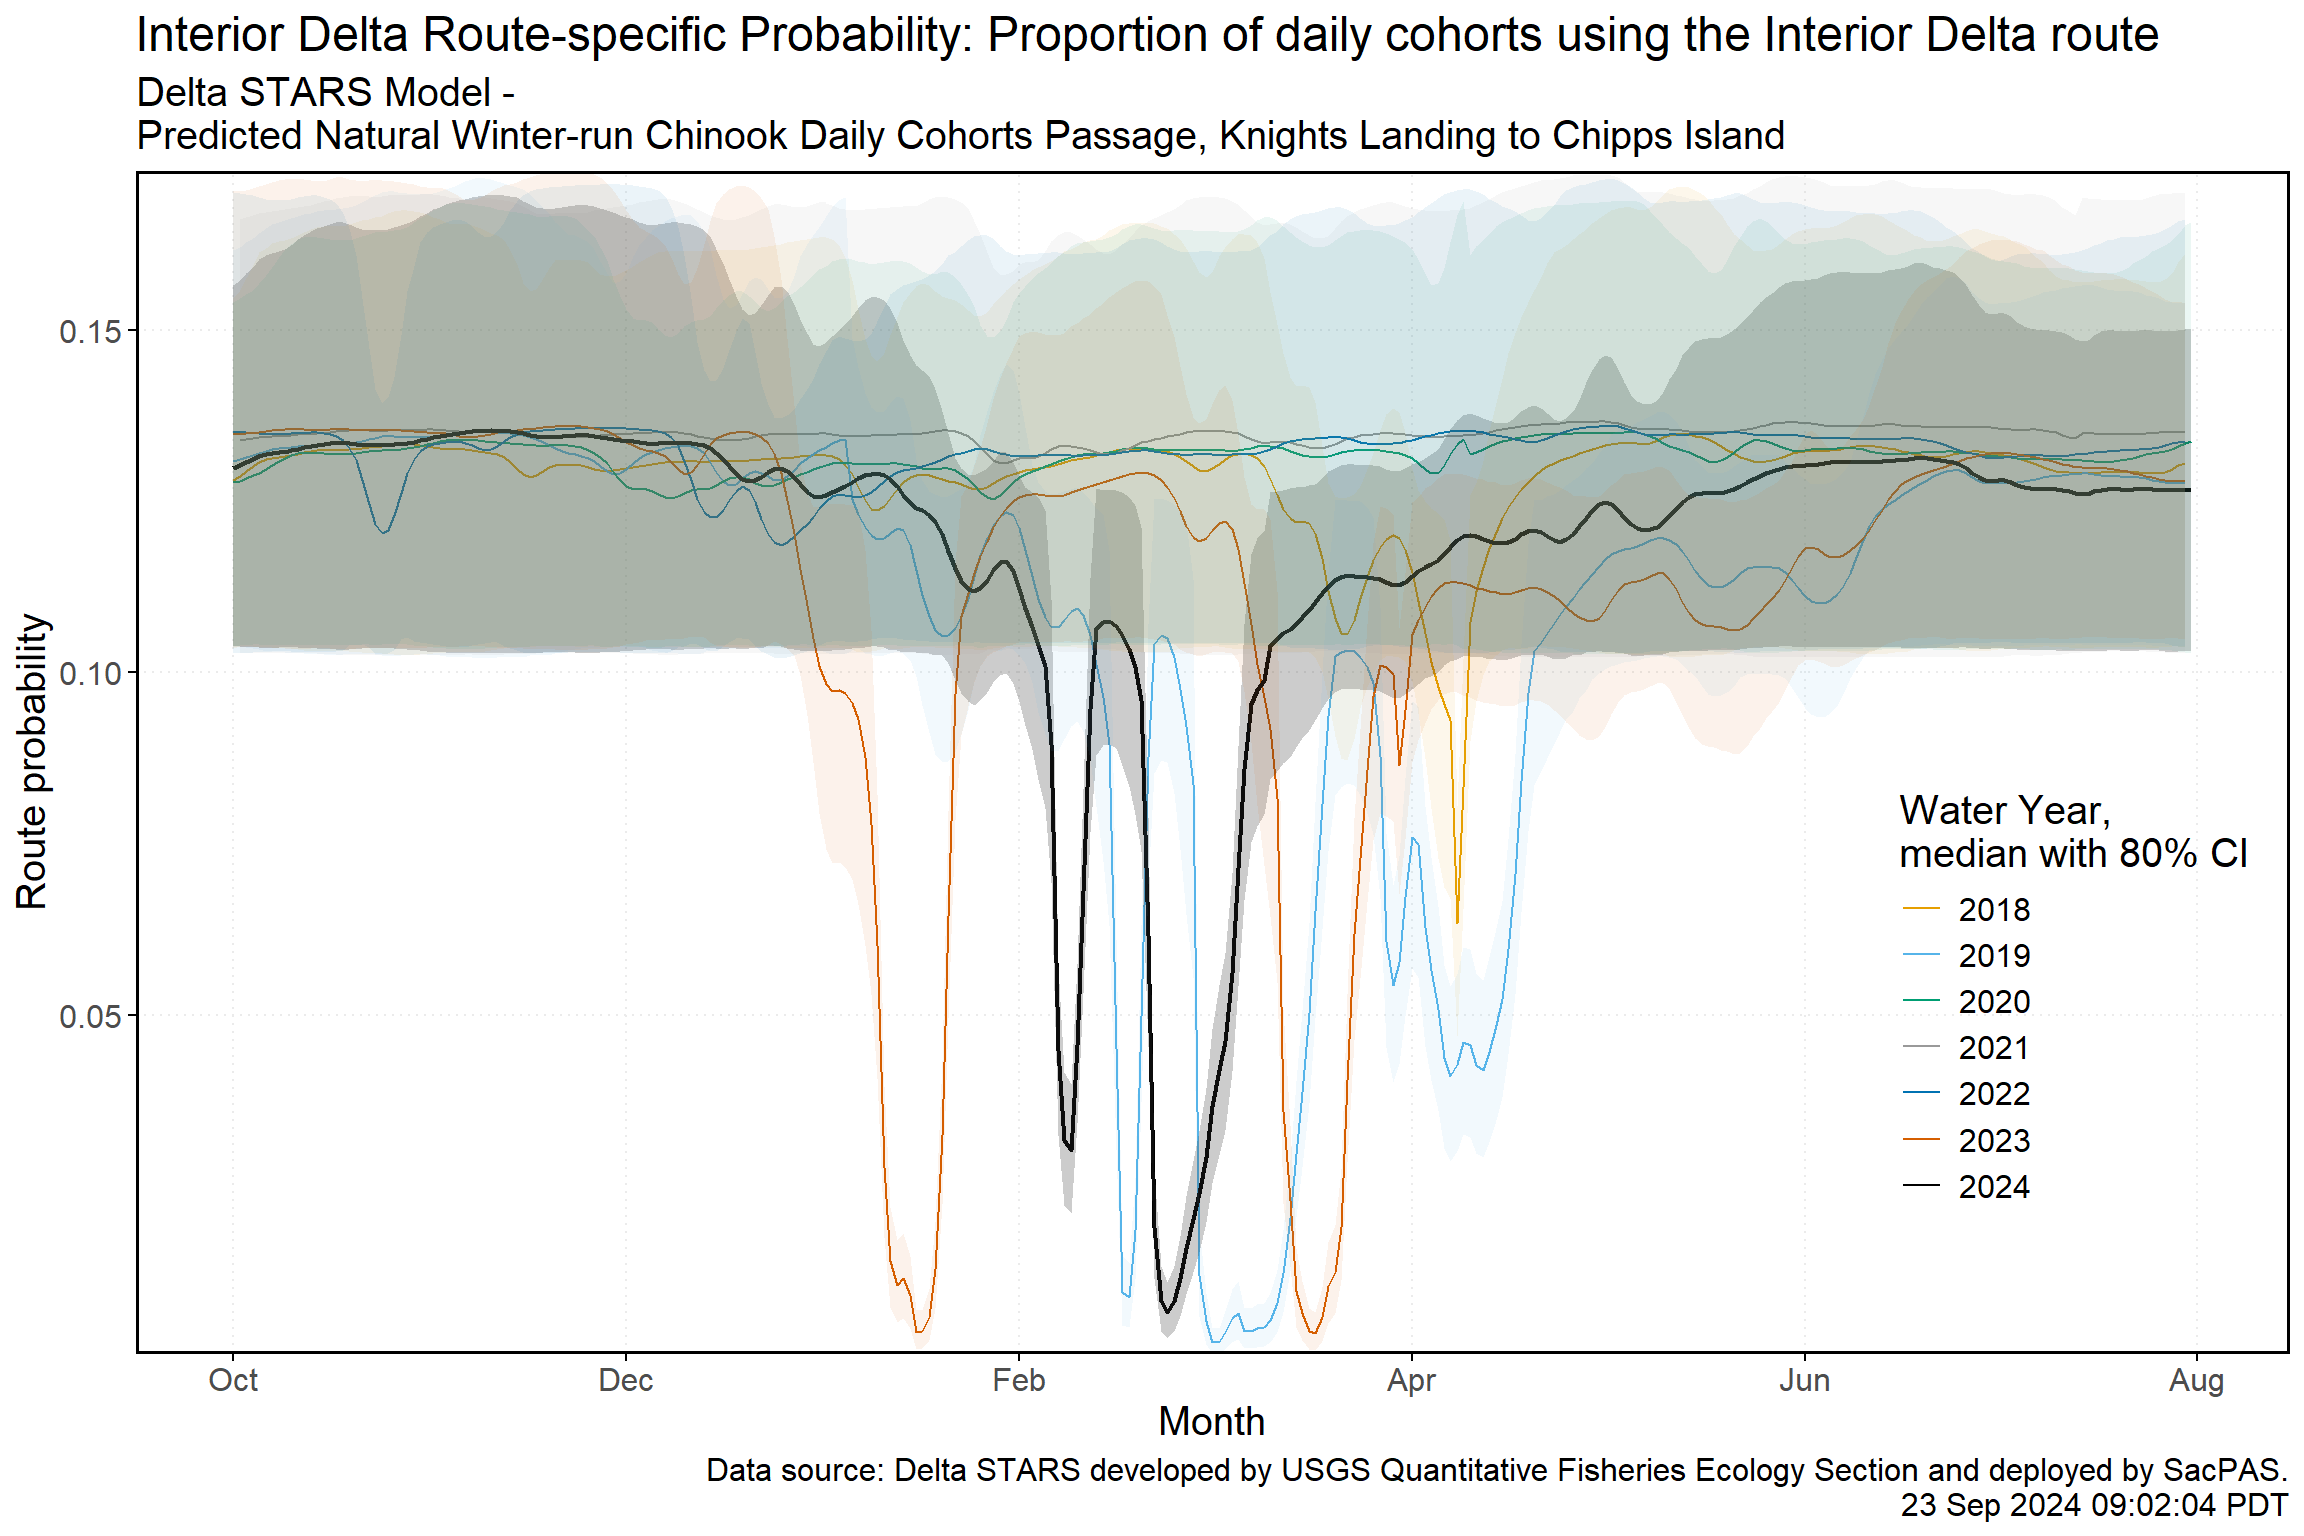 Interior Delta Route-specific Probability: Proportion of daily cohorts using the Interior Delta route
Delta STARS Model -
Predicted Natural Winter-run Chinook Daily Cohorts Passage, Knights Landing to Chipps Island
Route probability
0.15
0.10
0.05
Water Year,
median with 80% CI
2018
2019
2020
2021
2022
2023
2024
Oct Dec Feb Apr Jun Aug
Month
Data source: Delta STARS developed by USGS Quantitative Fisheries Ecology Section and deployed by SacPAS.
23 Sep 2024 09:02:04 PDT